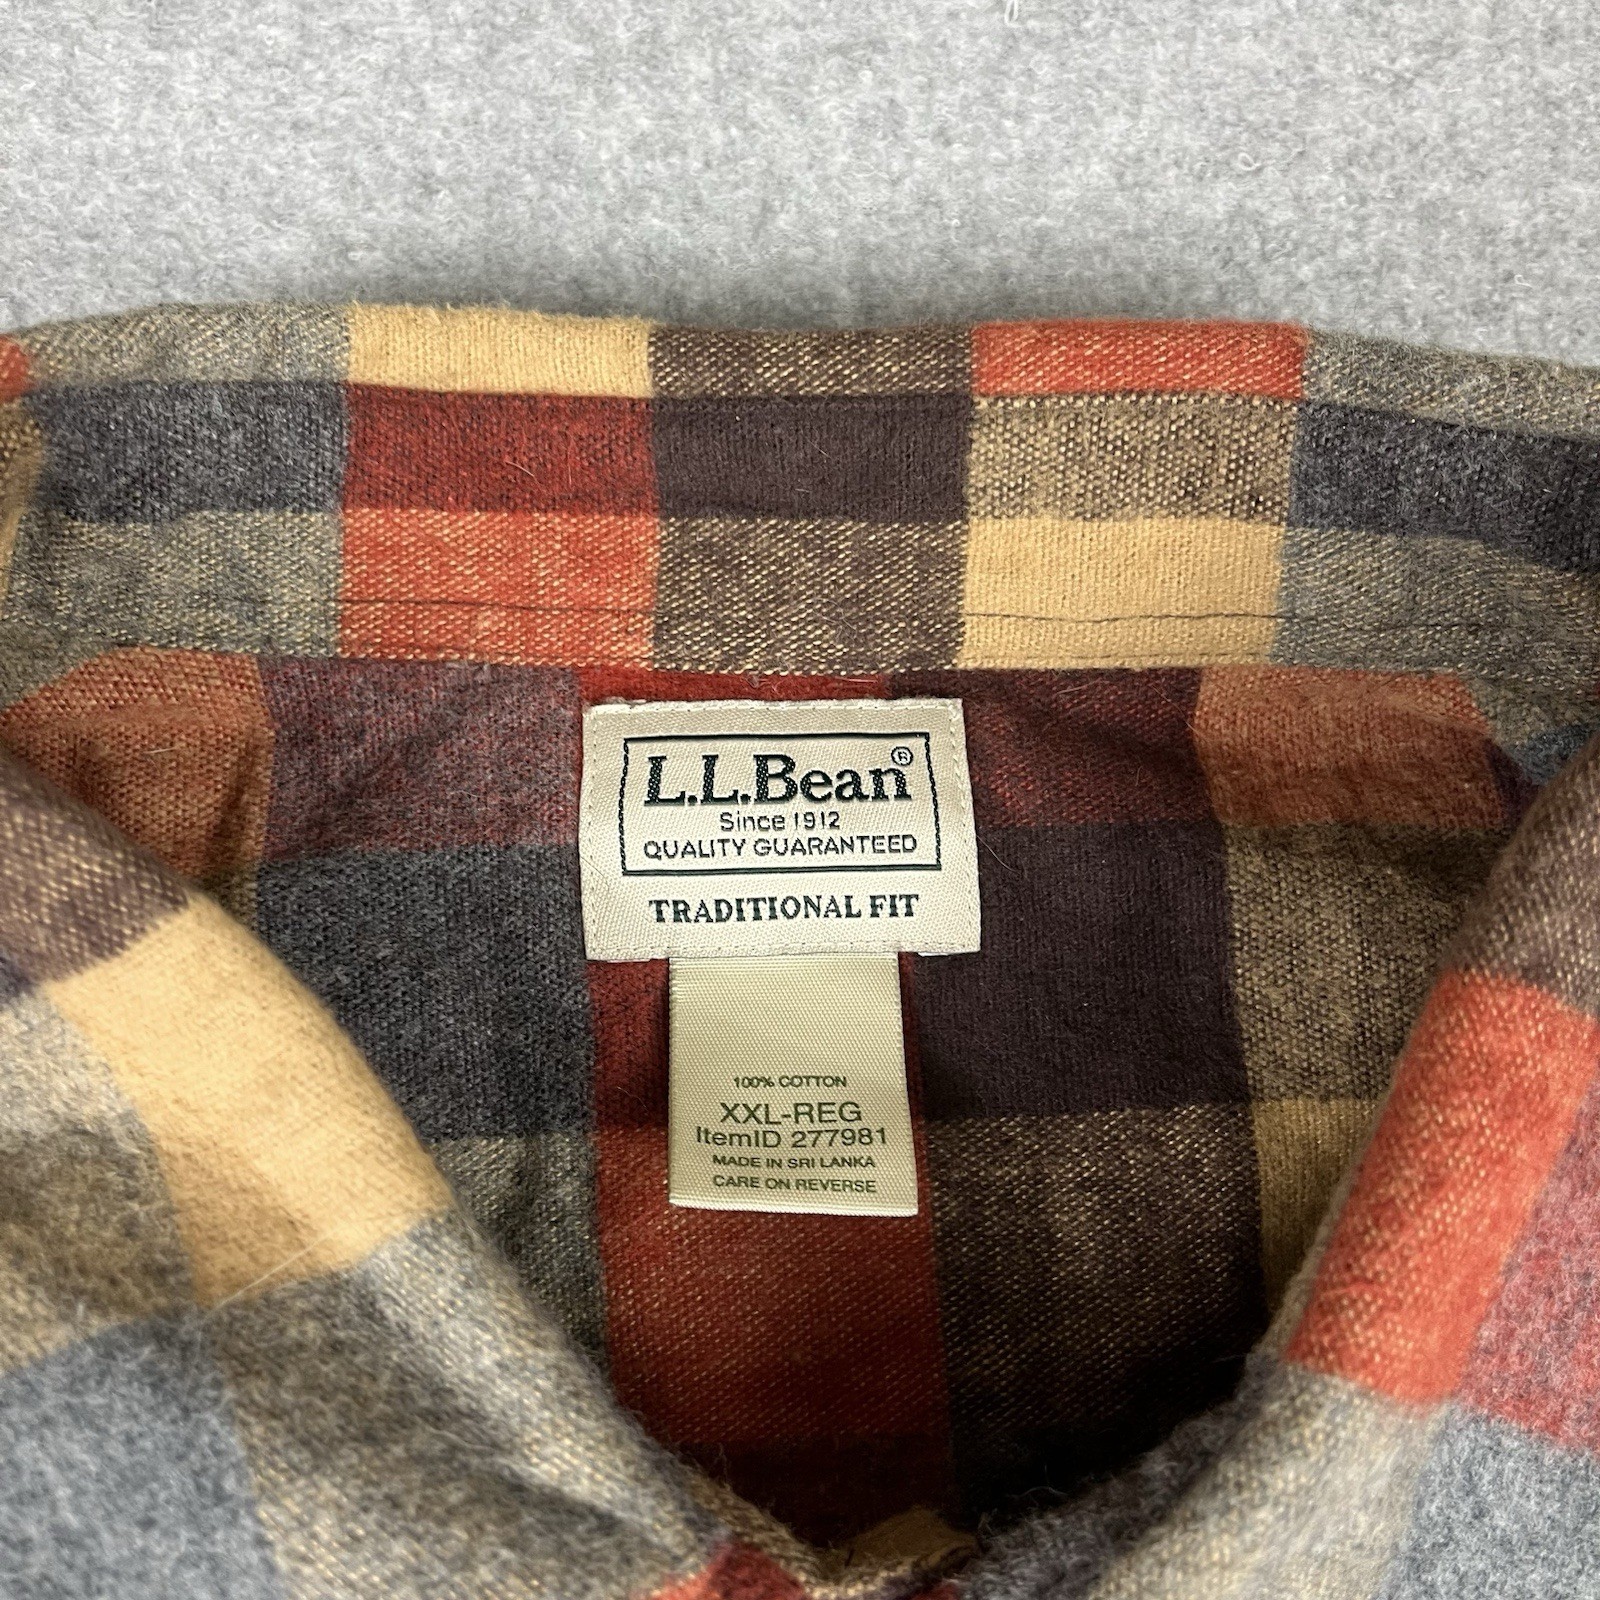 L.L.Bean®
Since 1912
QUALITY GUARANTEED
TRADITIONAL FIT
100% COTTON
XXL-REG
ItemID 277981
MADE IN SRI LANKA
CARE ON REVERSE